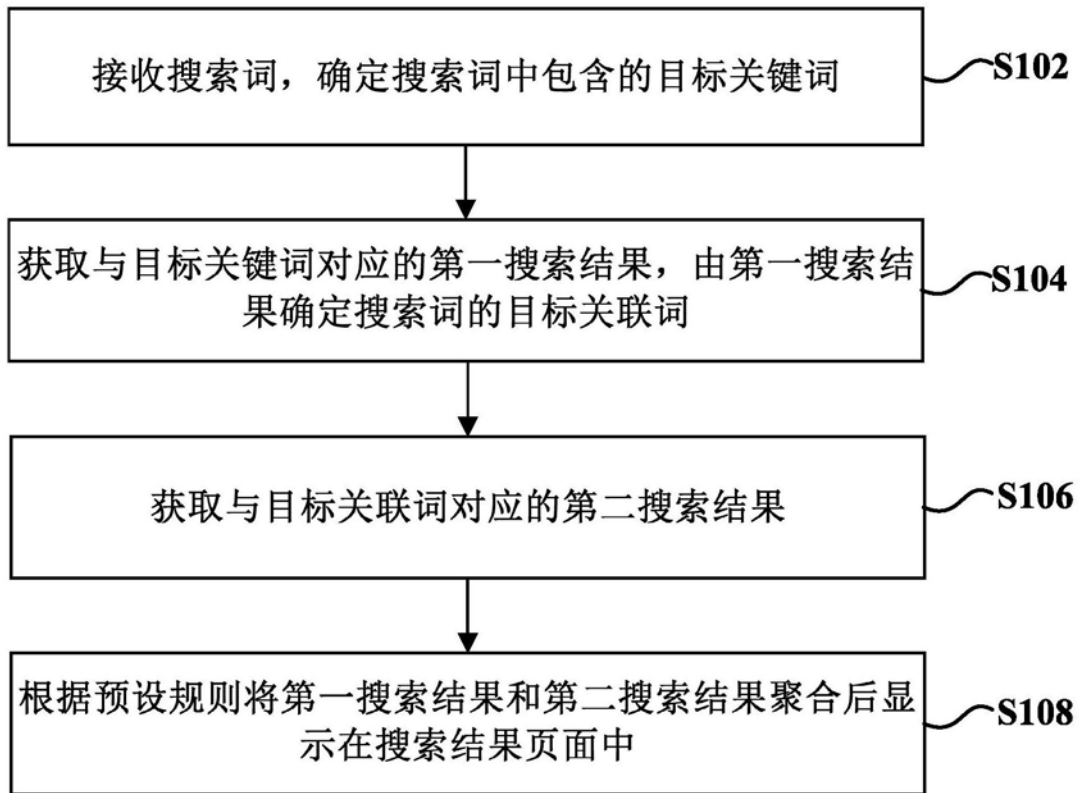 接收搜索词，确定搜索词中包含的目标关键词
S102
获取与目标关键词对应的第一搜索结果，由第一搜索结
果确定搜索词的目标关联词
S104
获取与目标关联词对应的第二搜索结果
S106
根据预设规则将第一搜索结果和第二搜索结果聚合后显
示在搜索结果页面中
S108